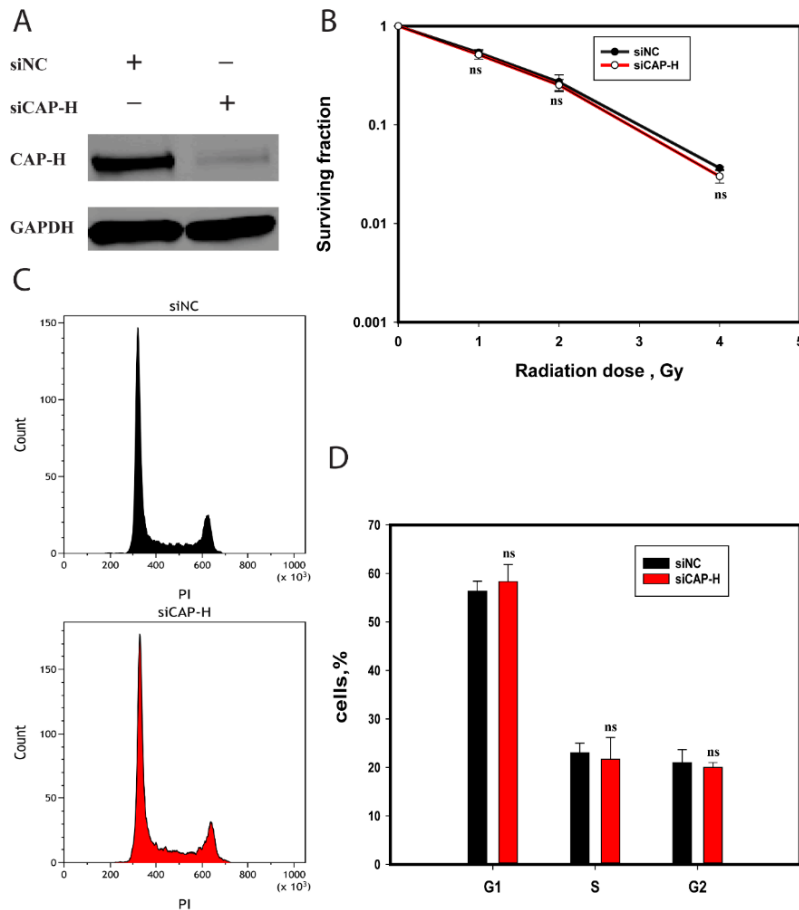 A
siNC + –
siCAP-H – +
CAP-H
GAPDH
B
1
0.1
0.01
0.001
Surviving fraction
siNC
siCAP-H
ns
ns
ns
0 1 2 3 4 5
Radiation dose , Gy
C
siNC
150
100
50
0
Count
0 200 400 600 800 1000
(x 10³)
PI
siCAP-H
150
100
50
0
Count
0 200 400 600 800 1000
(x 10³)
PI
D
70
60
50
40
30
20
10
0
cells,%
siNC
siCAP-H
ns
ns
ns
G1 S G2